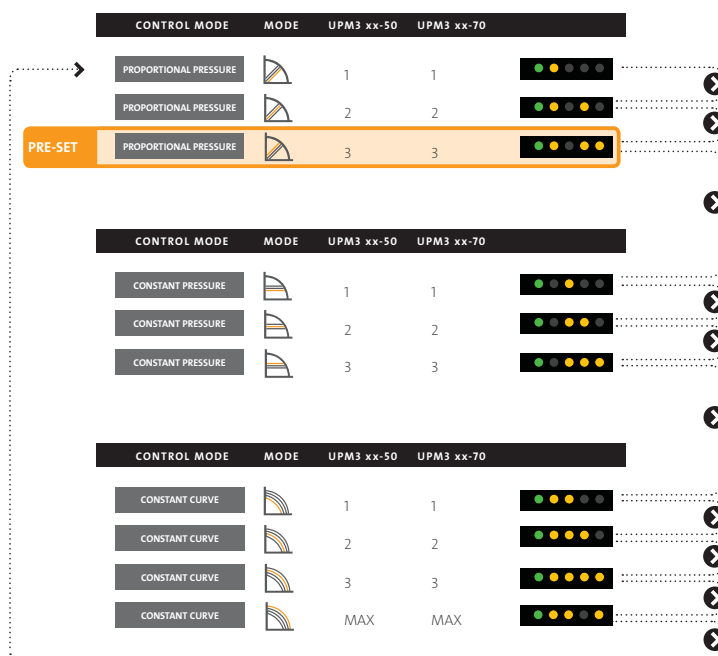 CONTROL MODE MODE UPM3 xx-50 UPM3 xx-70
PROPORTIONAL PRESSURE 1 1
PROPORTIONAL PRESSURE 2 2
PRE-SET PROPORTIONAL PRESSURE 3 3
CONTROL MODE MODE UPM3 xx-50 UPM3 xx-70
CONSTANT PRESSURE 1 1
CONSTANT PRESSURE 2 2
CONSTANT PRESSURE 3 3
CONTROL MODE MODE UPM3 xx-50 UPM3 xx-70
CONSTANT CURVE 1 1
CONSTANT CURVE 2 2
CONSTANT CURVE 3 3
CONSTANT CURVE MAX MAX